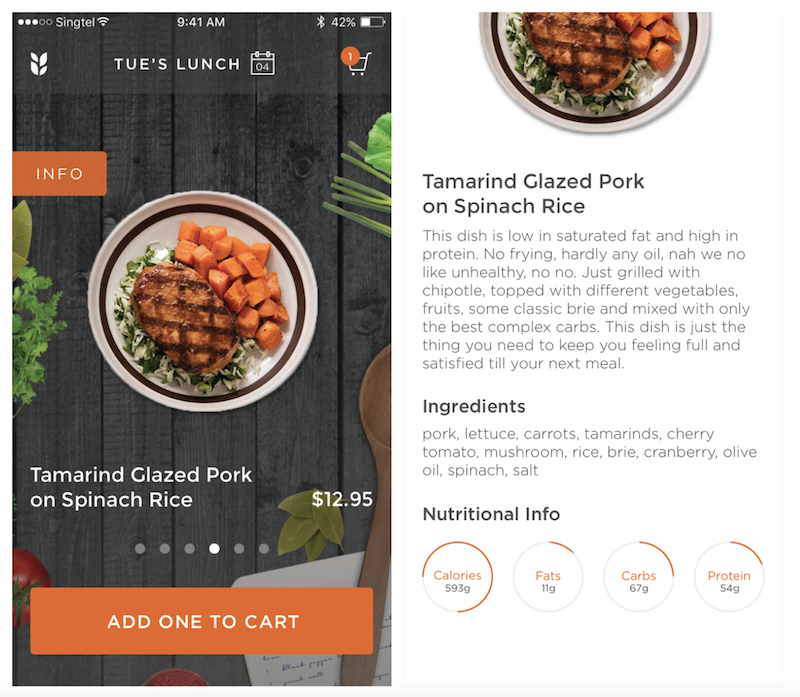 Singtel 9:41 AM 42%
TUE'S LUNCH 04 1
INFO
Tamarind Glazed Pork
on Spinach Rice
$12.95
ADD ONE TO CART
Tamarind Glazed Pork
on Spinach Rice
This dish is low in saturated fat and high in
protein. No frying, hardly any oil, nah we no
like unhealthy, no no. Just grilled with
chipotle, topped with different vegetables,
fruits, some classic brie and mixed with only
the best complex carbs. This dish is just the
thing you need to keep you feeling full and
satisfied till your next meal.
Ingredients
pork, lettuce, carrots, tamarinds, cherry
tomato, mushroom, rice, brie, cranberry, olive
oil, spinach, salt
Nutritional Info
Calories
593g
Fats
11g
Carbs
67g
Protein
54g